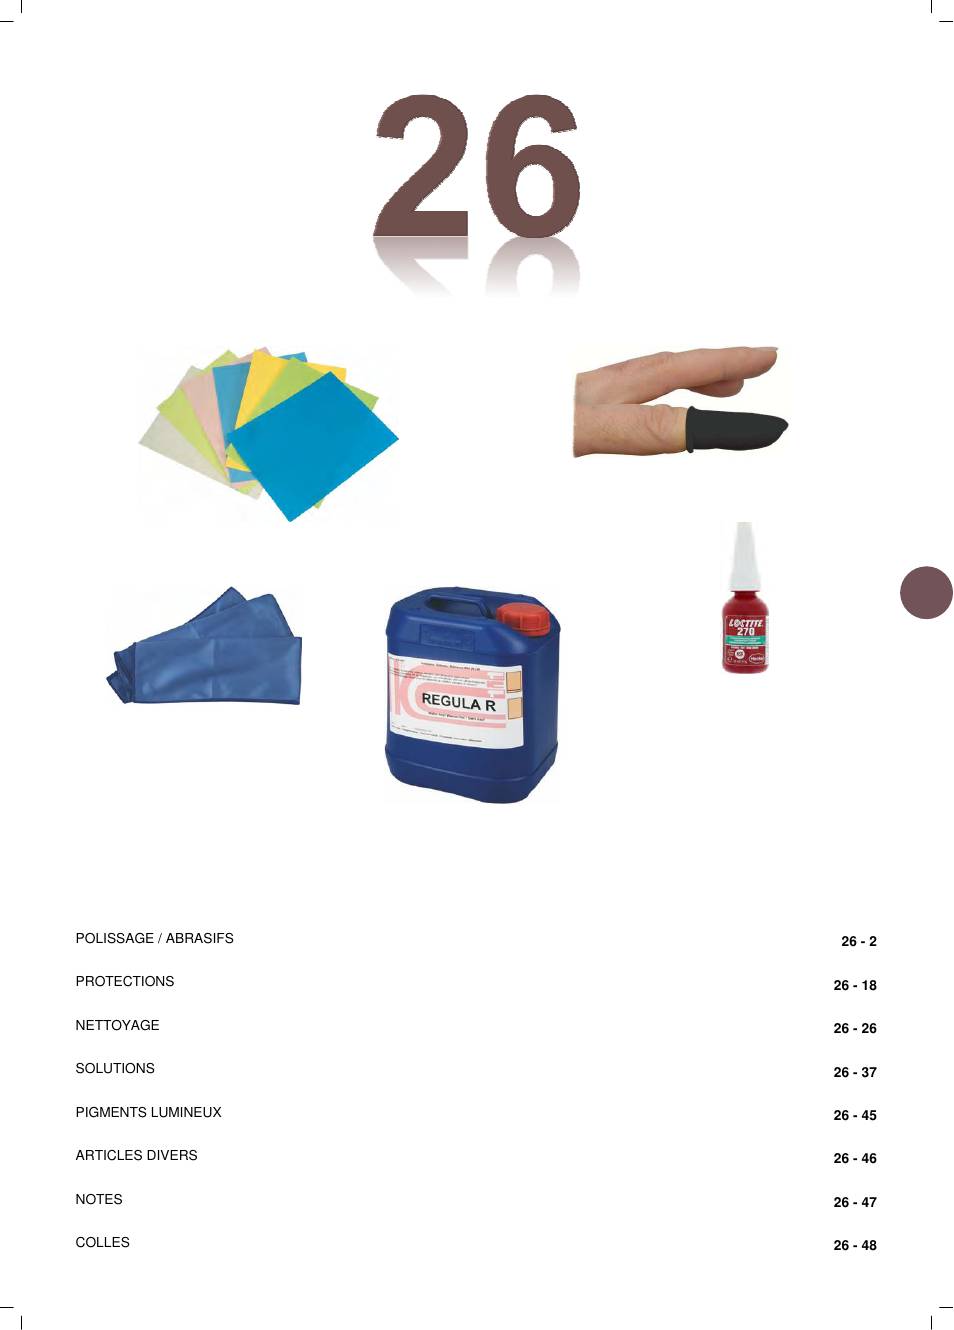 26
LOCTITE
270
Henkel
REGULA R
POLISSAGE / ABRASIFS 26 - 2
PROTECTIONS 26 - 18
NETTOYAGE 26 - 26
SOLUTIONS 26 - 37
PIGMENTS LUMINEUX 26 - 45
ARTICLES DIVERS 26 - 46
NOTES 26 - 47
COLLES 26 - 48